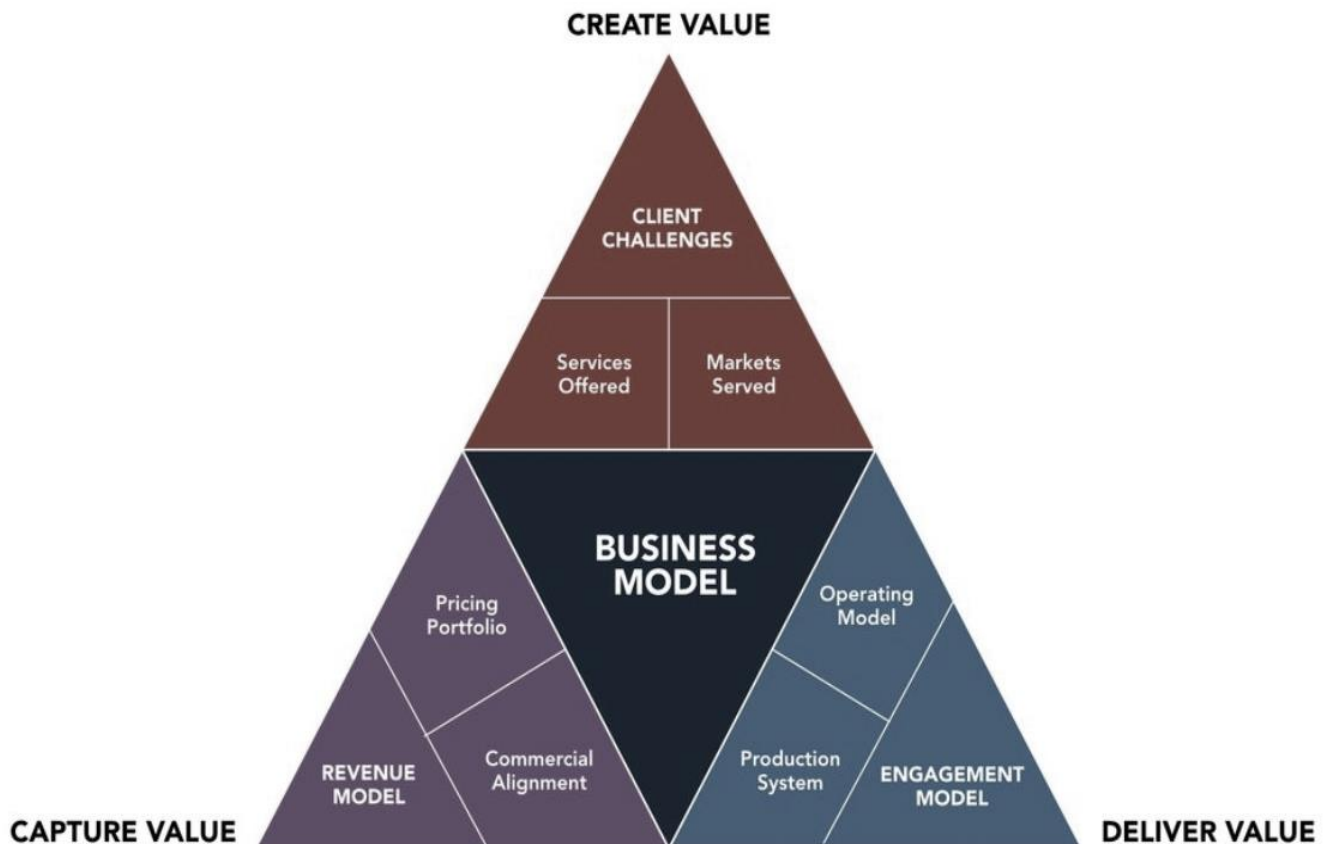 CREATE VALUE
CLIENT
CHALLENGES
Services
Offered
Markets
Served
BUSINESS
MODEL
Pricing
Portfolio
Operating
Model
REVENUE
MODEL
Commercial
Alignment
Production
System
ENGAGEMENT
MODEL
CAPTURE VALUE
DELIVER VALUE